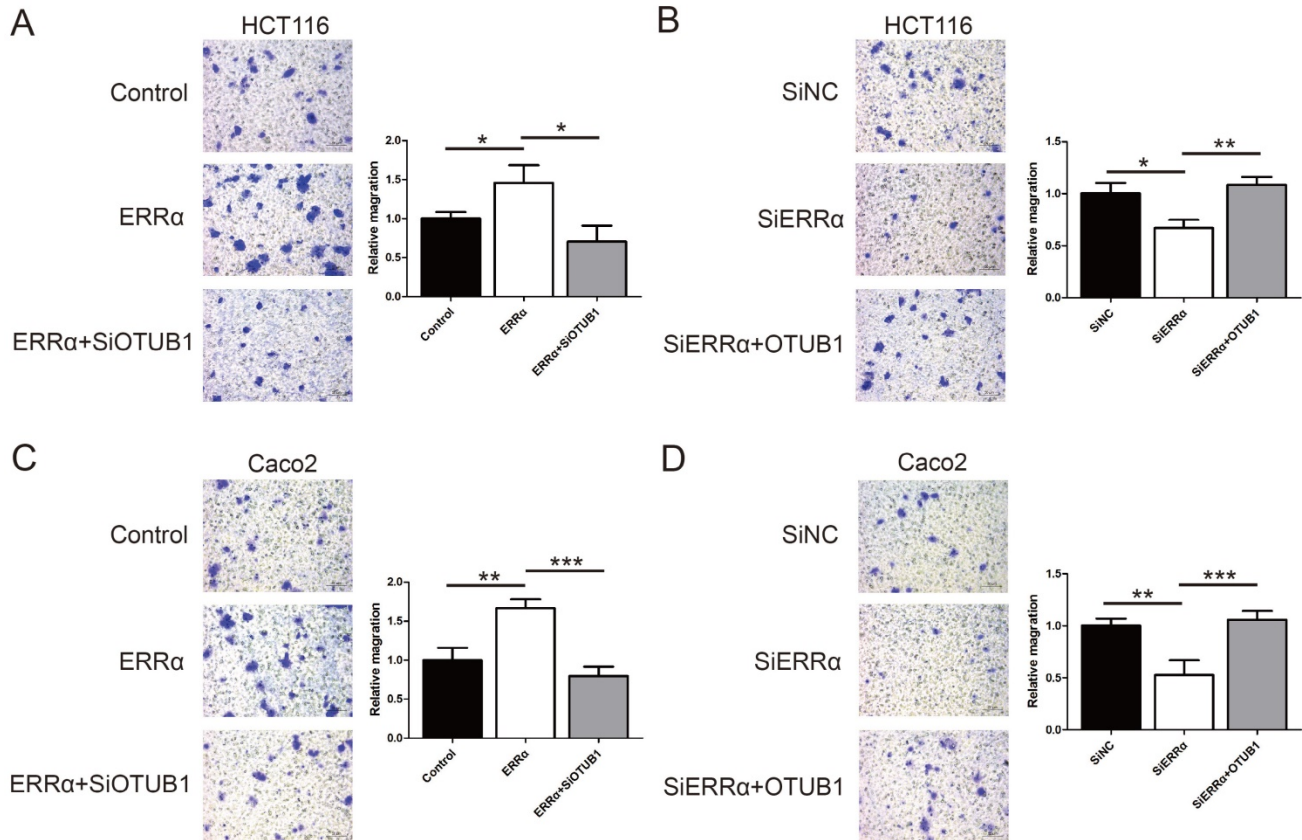 A
HCT116
Control
ERRα
ERRα+SiOTUB1
Relative magration
2.0
1.5
1.0
0.5
0.0
*
*
Control
ERRα
ERRα+SiOTUB1
B
HCT116
SiNC
SiERRα
SiERRα+OTUB1
Relative magration
1.5
1.0
0.5
0.0
*
**
SiNC
SiERRα
SiERRα+OTUB1
C
Caco2
Control
ERRα
ERRα+SiOTUB1
Relative magration
2.0
1.5
1.0
0.5
0.0
**
***
Control
ERRα
ERRα+SiOTUB1
D
Caco2
SiNC
SiERRα
SiERRα+OTUB1
Relative magration
1.5
1.0
0.5
0.0
**
***
SiNC
SiERRα
SiERRα+OTUB1